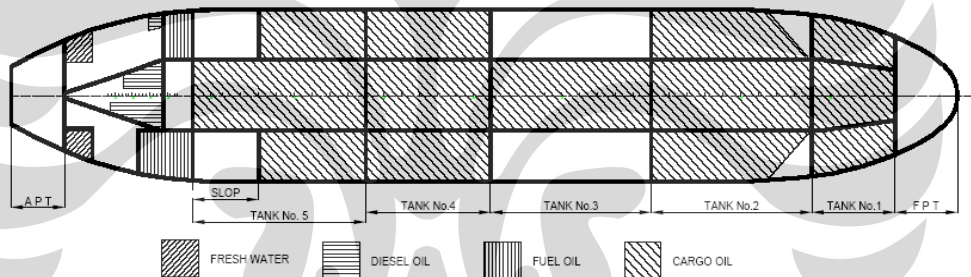 A P T
SLOP
TANK No. 5
TANK No.4
TANK No.3
TANK No.2
TANK No.1
F P T
FRESH WATER
DIESEL OIL
FUEL OIL
CARGO OIL